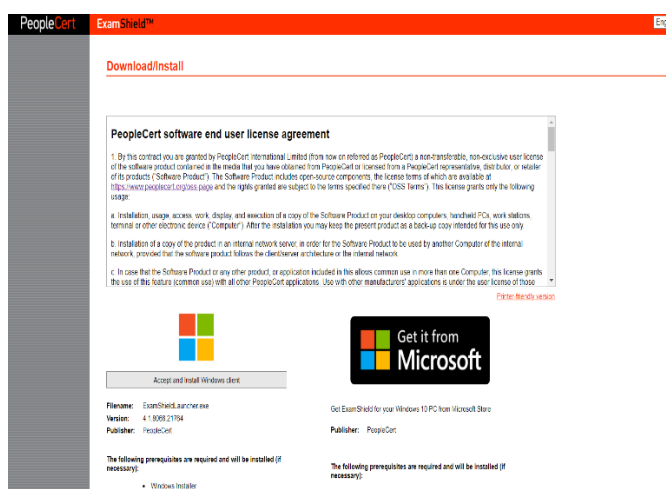 PeopleCert ExamShield™ Eng
Download/Install
PeopleCert software end user license agreement
1. By this contract you are granted by PeopleCert International Limited (from now on referred as PeopleCert) a non-transferable, non-exclusive user license
of the software product contained in the media that you have obtained from PeopleCert or licensed from a PeopleCert representative, distributor, or retailer
of its products ("Software Product"). The Software Product includes open-source components, the license terms of which are available at
https://www.peoplecert.org/oss-page and the rights granted are subject to the terms specified there ("OSS Terms"). This license grants only the following
usage:
a. Installation, usage, access, work, display, and execution of a copy of the Software Product on your desktop computers, handheld PCs, work stations,
terminal or other electronic device ("Computer"). After the installation you may keep the present product as a back-up copy intended for this use only.
b. Installation of a copy of the product in an internal network server, in order for the Software Product to be used by another Computer of the internal
network, provided that the software product follows the client/server architecture or the internal network
c. In case that the Software Product or any other product, or application included in this allows common use in more than one Computer, this license grants
the use of this feature (common use) with all other PeopleCert applications. Use with other manufacturers' applications is under the user license of those
Printer-friendly version
Get it from
Microsoft
Accept and Install Windows client
Filename: ExamShieldLauncher.exe
Version: 4.1.8066.21764
Publisher: PeopleCert
Get ExamShield for your Windows 10 PC from Microsoft Store
Publisher: PeopleCert
The following prerequisites are required and will be installed (if
necessary):
• Windows Installer
The following prerequisites are required and will be installed (if
necessary):